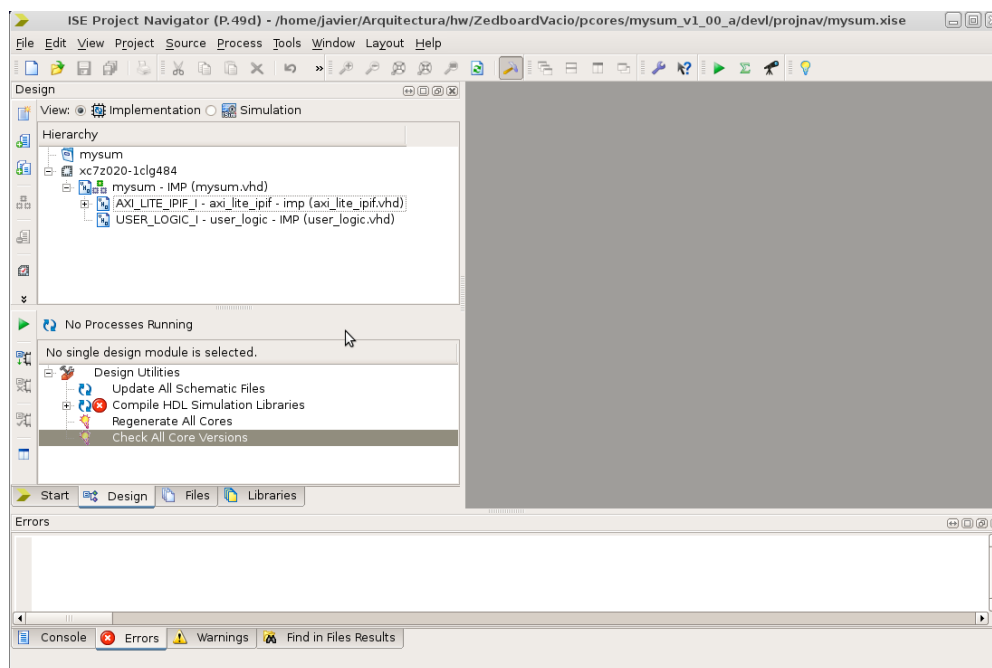 ISE Project Navigator (P.49d) - /home/javier/Arquitectura/hw/ZedboardVacio/pcores/mysum_v1_00_a/devl/projnav/mysum.xise
File Edit View Project Source Process Tools Window Layout Help
Design
View: Implementation Simulation
Hierarchy
mysum
xc7z020-1clg484
mysum - IMP (mysum.vhd)
AXI_LITE_IPIF_I - axi_lite_ipif - imp (axi_lite_ipif.vhd)
USER_LOGIC_I - user_logic - IMP (user_logic.vhd)
No Processes Running
No single design module is selected.
Design Utilities
Update All Schematic Files
Compile HDL Simulation Libraries
Regenerate All Cores
Check All Core Versions
Start Design Files Libraries
Errors
Console Errors Warnings Find in Files Results